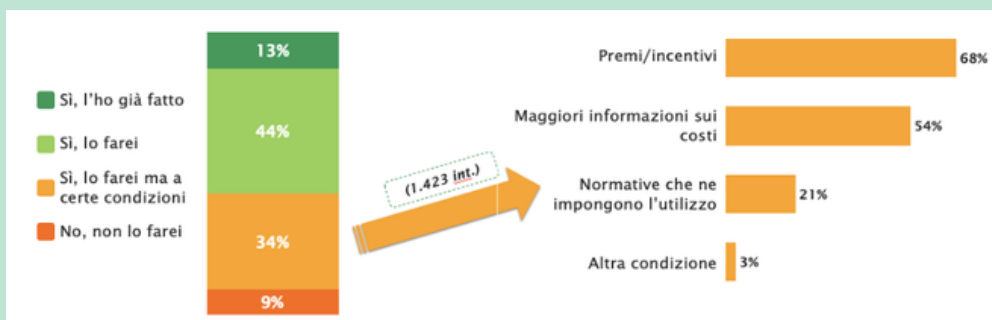 13%
44%
34%
9%
Sì, l'ho già fatto
Sì, lo farei
Sì, lo farei ma a
certe condizioni
No, non lo farei
(1.423 int.)
Premi/incentivi
68%
Maggiori informazioni sui
costi
54%
Normative che ne
impongono l'utilizzo
21%
Altra condizione
3%